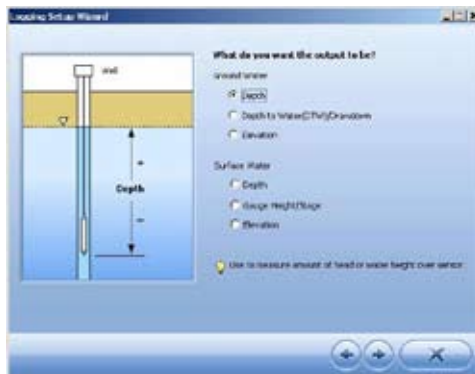 Logging Setup Wizard
Well
Depth
What do you want the output to be?
Ground Water
Depth
Depth to Water(DTW)/Drawdown
Elevation
Surface Water
Depth
Gauge Height/Stage
Elevation
Use to measure amount of head or water height over sensor